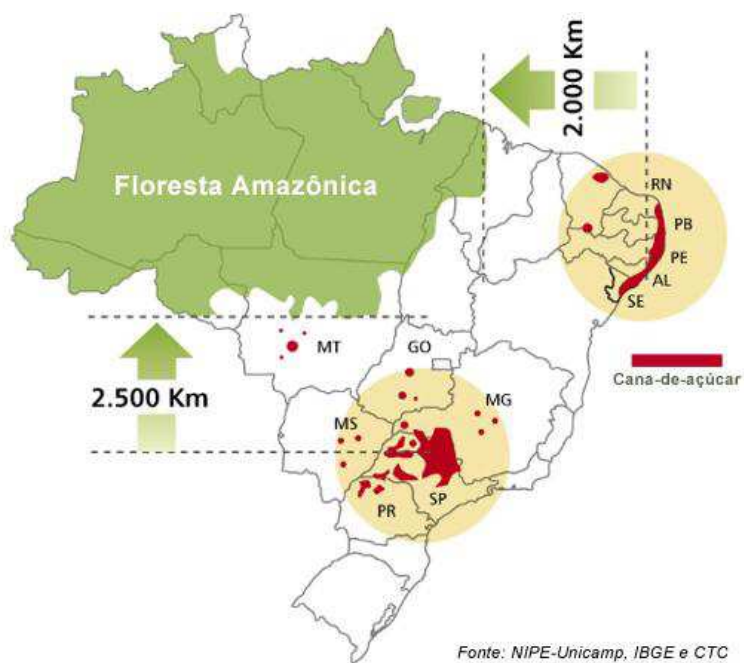 2.000 Km
Floresta Amazônica
RN
PB
PE
AL
SE
Cana-de-açúcar
MT
GO
2.500 Km
MS
MG
SP
PR
Fonte: NIPE-Unicamp, IBGE e CTC